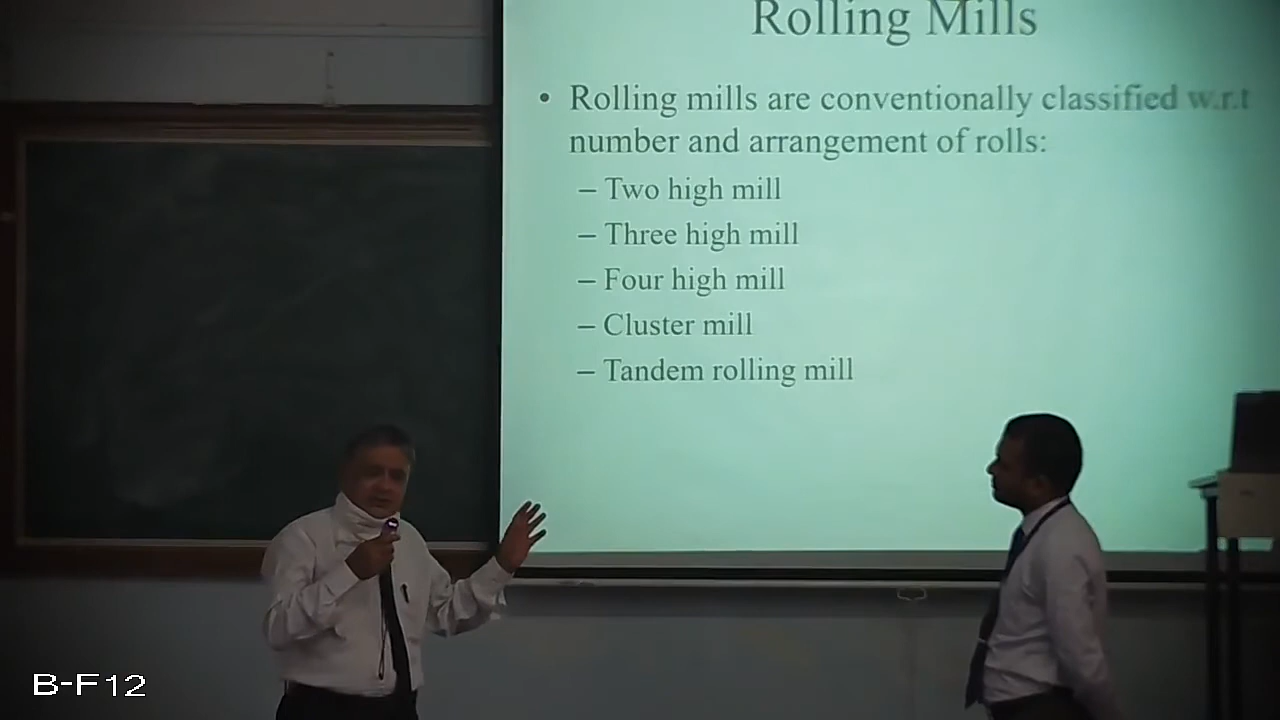 Rolling Mills
• Rolling mills are conventionally classified w.r.t
number and arrangement of rolls:
– Two high mill
– Three high mill
– Four high mill
– Cluster mill
– Tandem rolling mill
B-F12